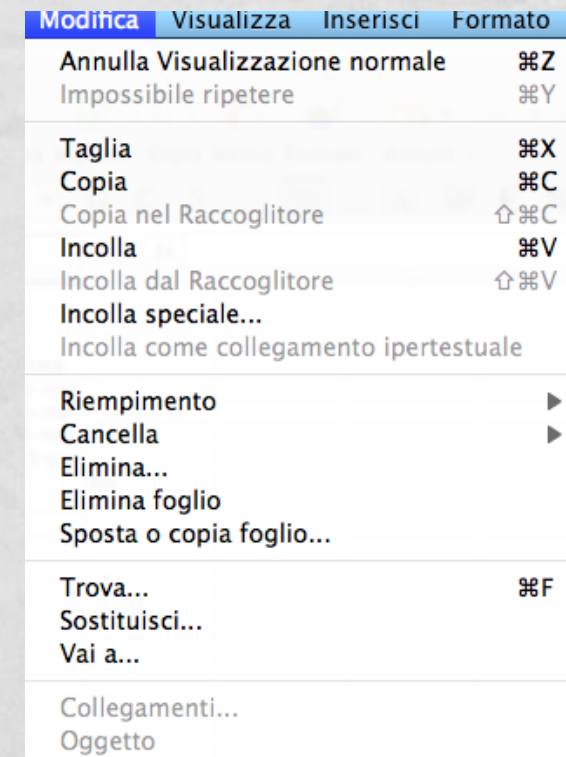 Modifica Visualizza Inserisci Formato
Annulla Visualizzazione normale ⌘Z
Impossibile ripetere ⌘Y
Taglia ⌘X
Copia ⌘C
Copia nel Raccoglitore ⇧⌘C
Incolla ⌘V
Incolla dal Raccoglitore ⇧⌘V
Incolla speciale...
Incolla come collegamento ipertestuale
Riempimento ▶
Cancella ▶
Elimina...
Elimina foglio
Sposta o copia foglio...
Trova... ⌘F
Sostituisci...
Vai a...
Collegamenti...
Oggetto